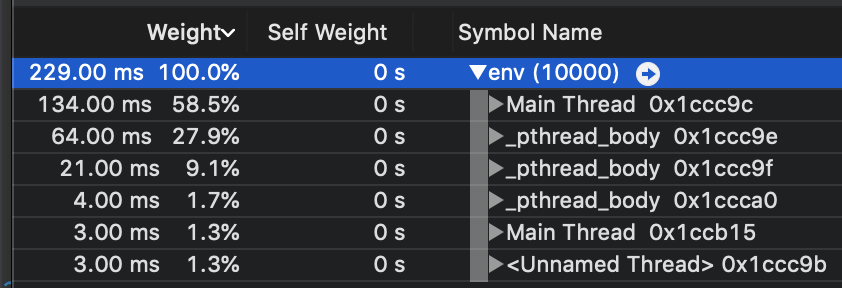 Weight Self Weight Symbol Name
229.00 ms 100.0% 0 s env (10000)
134.00 ms 58.5% 0 s Main Thread 0x1ccc9c
64.00 ms 27.9% 0 s _pthread_body 0x1ccc9e
21.00 ms 9.1% 0 s _pthread_body 0x1ccc9f
4.00 ms 1.7% 0 s _pthread_body 0x1ccca0
3.00 ms 1.3% 0 s Main Thread 0x1ccb15
3.00 ms 1.3% 0 s <Unnamed Thread> 0x1ccc9b